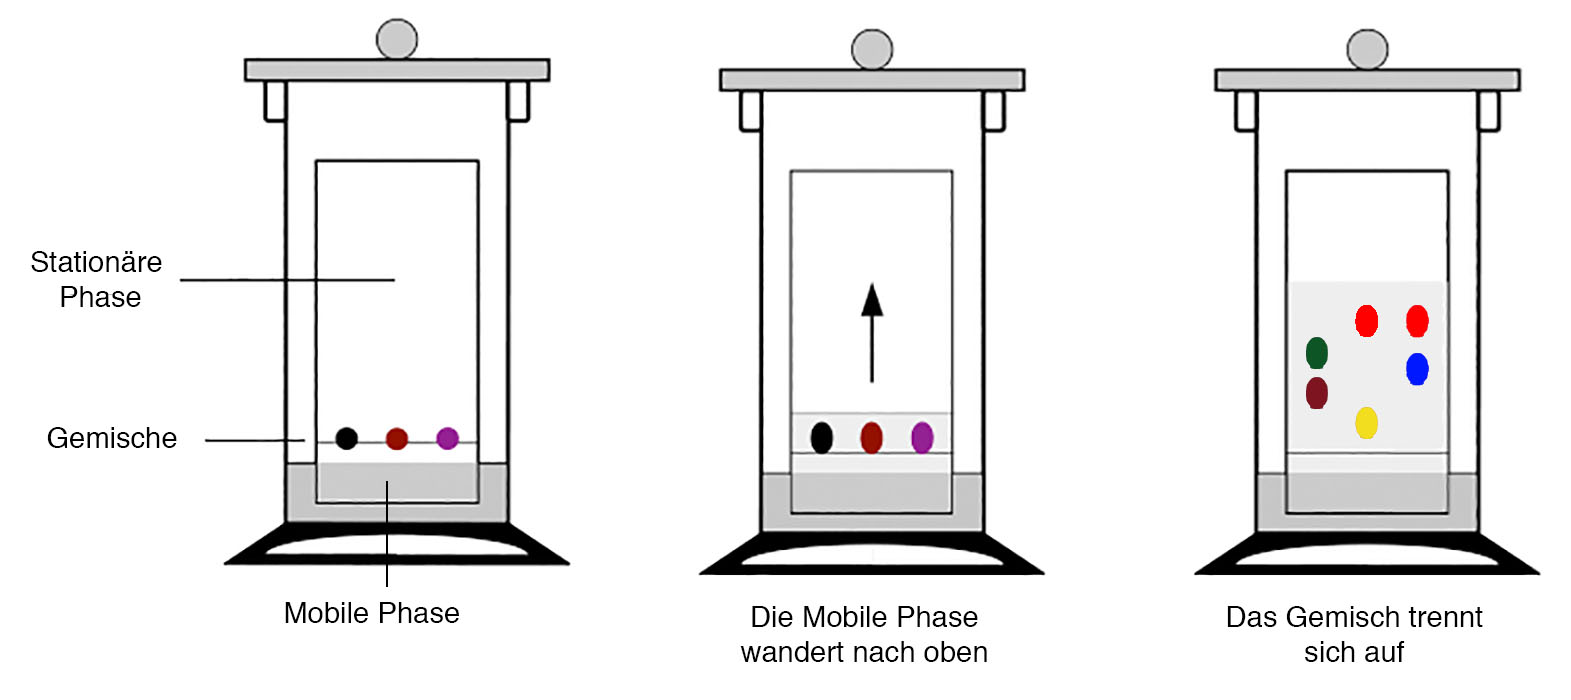 Stationäre
Phase
Gemische
Mobile Phase
Die Mobile Phase
wandert nach oben
Das Gemisch trennt
sich auf